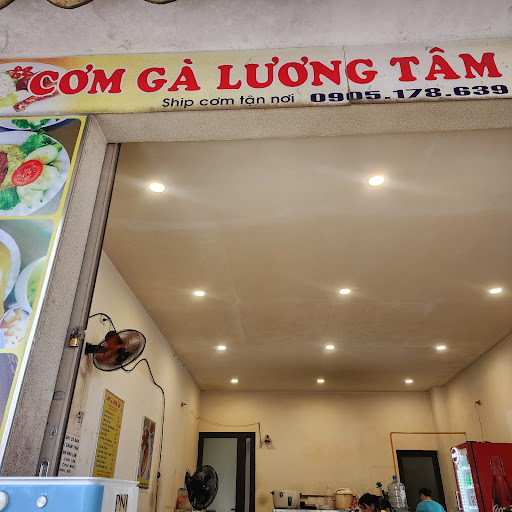 CƠM GÀ LƯƠNG TÂM
Ship cơm tận nơi 0905.178.639